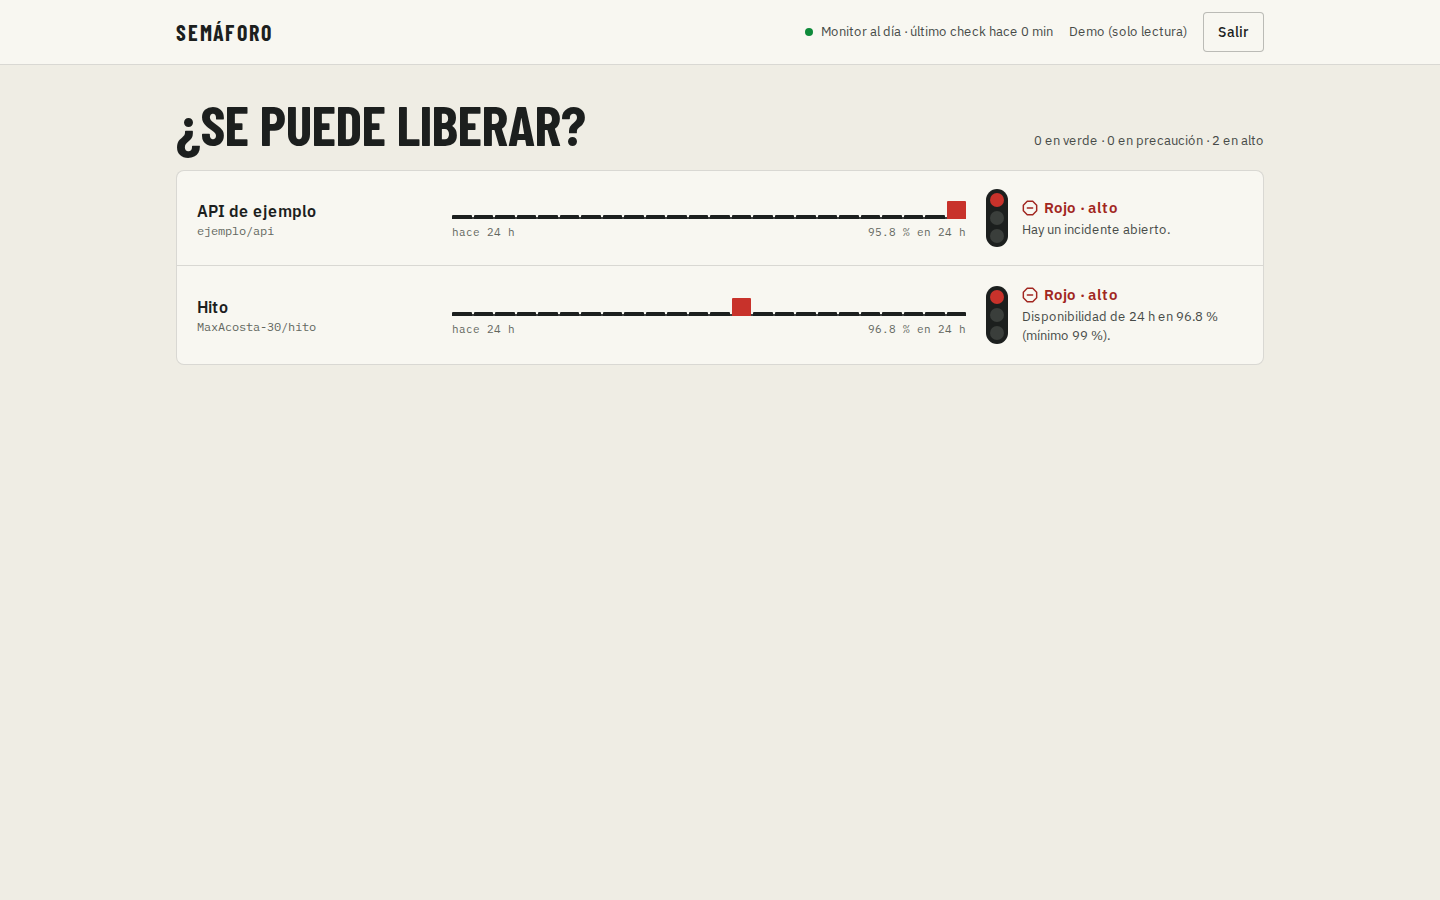 SEMÁFORO
Monitor al día · último check hace 0 min
Demo (solo lectura)
Salir
¿SE PUEDE LIBERAR?
0 en verde · 0 en precaución · 2 en alto
API de ejemplo
ejemplo/api
hace 24 h
95.8 % en 24 h
Rojo · alto
Hay un incidente abierto.
Hito
MaxAcosta-30/hito
hace 24 h
96.8 % en 24 h
Rojo · alto
Disponibilidad de 24 h en 96.8 %
(mínimo 99 %).